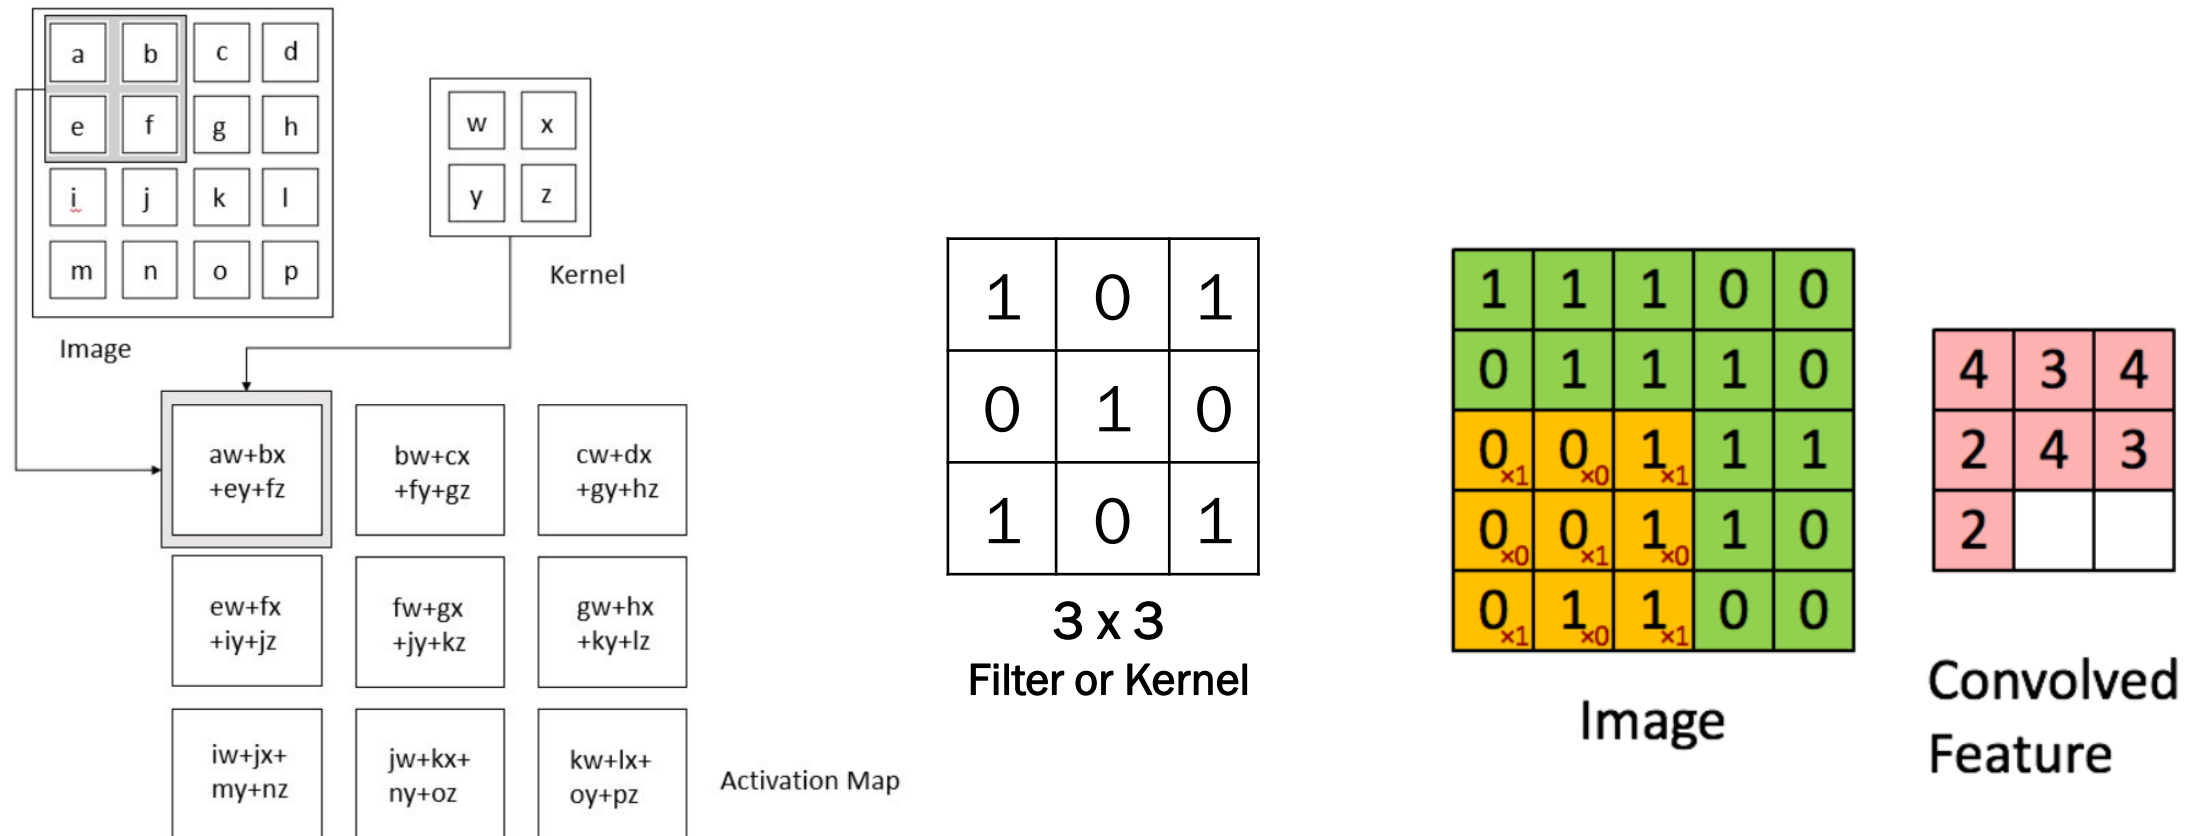 a b c d
e f g h
i j k l
m n o p
Image
w x
y z
Kernel
aw+bx
+ey+fz
bw+cx
+fy+gz
cw+dx
+gy+hz
ew+fx
+iy+jz
fw+gx
+jy+kz
gw+hx
+ky+lz
iw+jx+
my+nz
jw+kx+
ny+oz
kw+lx+
oy+pz
Activation Map
1 0 1
0 1 0
1 0 1
3 x 3
Filter or Kernel
1 1 1 0 0
0 1 1 1 0
0×1 0×0 1×1 1 1
0×0 0×1 1×0 1 0
0×1 1×0 1×1 0 0
Image
4 3 4
2 4 3
2
Convolved
Feature